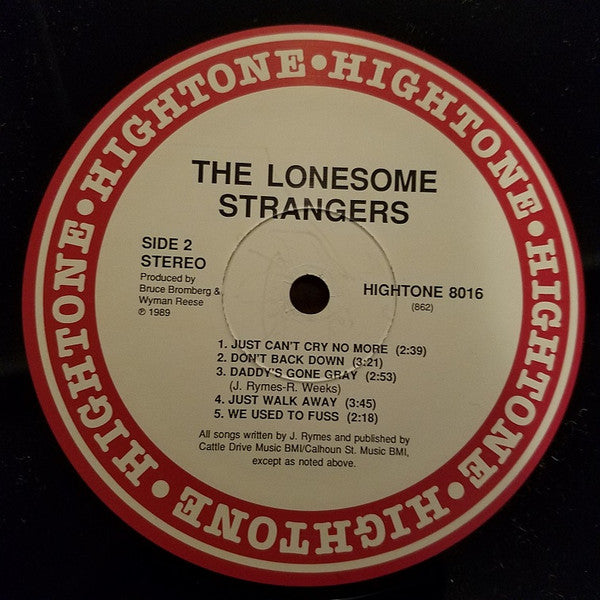 HIGHTONE • HIGHTONE • HIGHTONE • HIGHTONE • HIGHTONE • HIGHTONE •
THE LONESOME
STRANGERS
SIDE 2
STEREO
Produced by
Bruce Bromberg &
Wyman Reese
℗ 1989
HIGHTONE 8016
(862)
1. JUST CAN'T CRY NO MORE (2:39)
2. DON'T BACK DOWN (3:21)
3. DADDY'S GONE GRAY (2:53)
(J. Rymes-R. Weeks)
4. JUST WALK AWAY (3:45)
5. WE USED TO FUSS (2:18)
All songs written by J. Rymes and published by
Cattle Drive Music BMI/Calhoun St. Music BMI,
except as noted above.